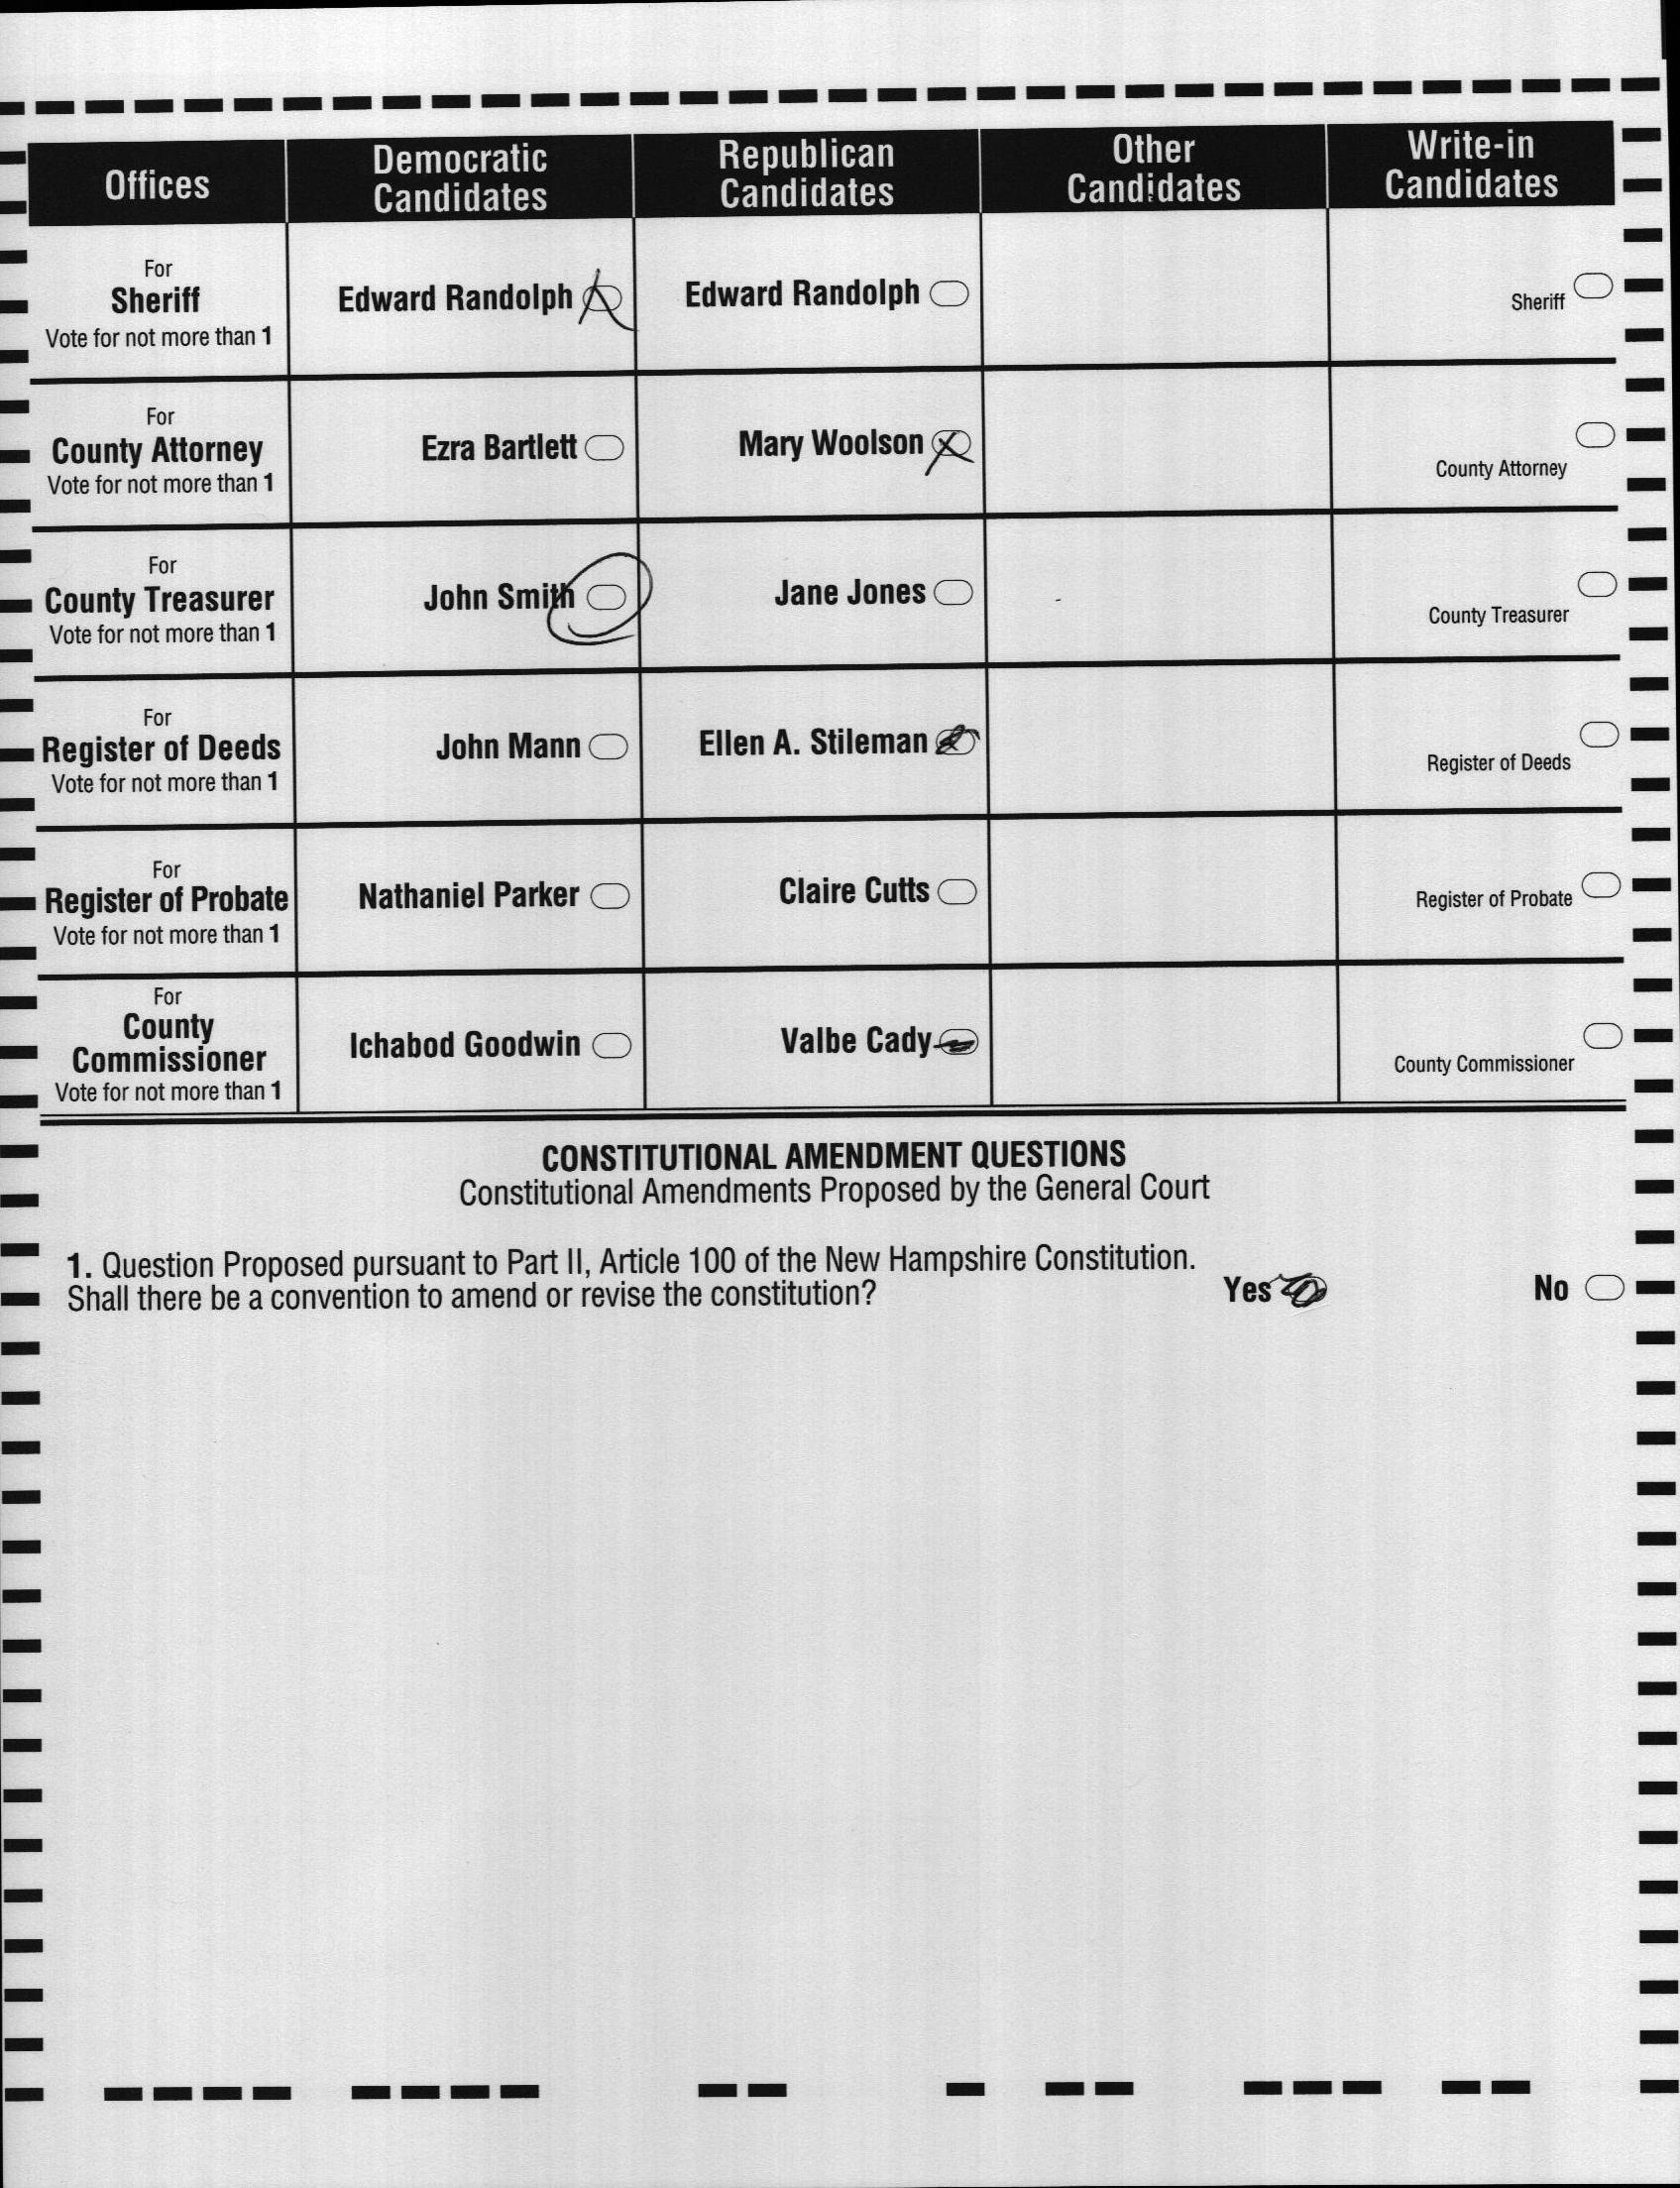 Offices Democratic Candidates Republican Candidates Other Candidates Write-in Candidates
For
Sheriff
Vote for not more than 1
Edward Randolph
Edward Randolph
Sheriff
For
County Attorney
Vote for not more than 1
Ezra Bartlett
Mary Woolson
County Attorney
For
County Treasurer
Vote for not more than 1
John Smith
Jane Jones
County Treasurer
For
Register of Deeds
Vote for not more than 1
John Mann
Ellen A. Stileman
Register of Deeds
For
Register of Probate
Vote for not more than 1
Nathaniel Parker
Claire Cutts
Register of Probate
For
County
Commissioner
Vote for not more than 1
Ichabod Goodwin
Valbe Cady
County Commissioner
CONSTITUTIONAL AMENDMENT QUESTIONS
Constitutional Amendments Proposed by the General Court
1. Question Proposed pursuant to Part II, Article 100 of the New Hampshire Constitution.
Shall there be a convention to amend or revise the constitution?
Yes
No